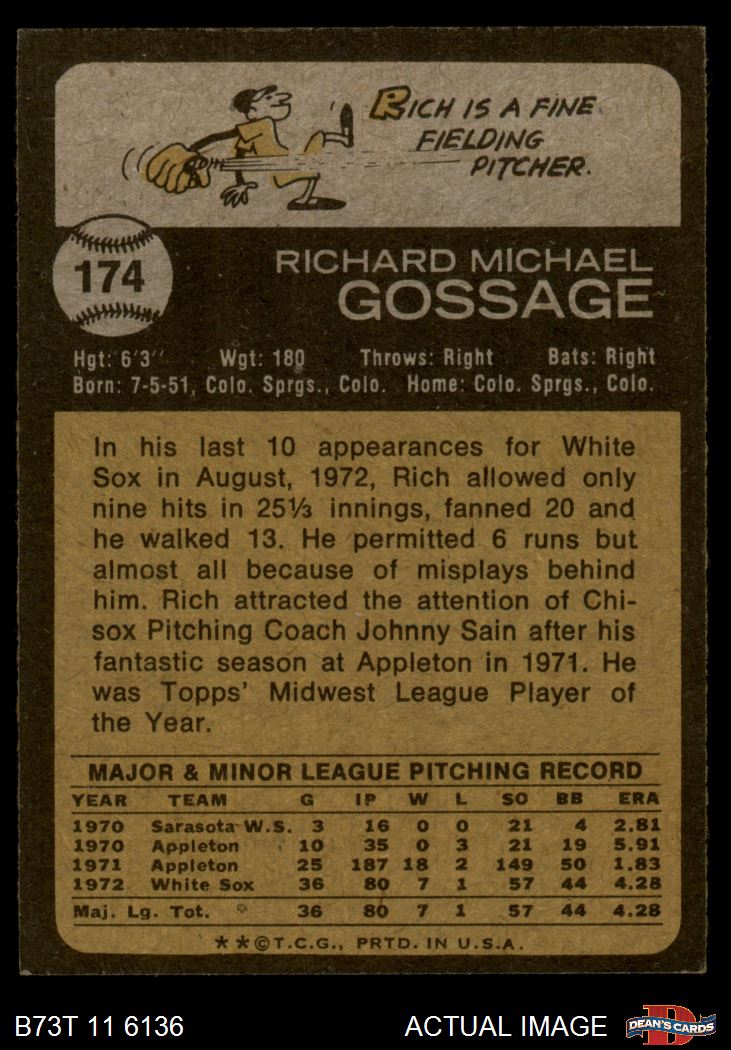 RICH IS A FINE
FIELDING
PITCHER.
174
RICHARD MICHAEL
GOSSAGE
Hgt: 6'3" Wgt: 180 Throws: Right Bats: Right
Born: 7-5-51, Colo. Sprgs., Colo. Home: Colo. Sprgs., Colo.
In his last 10 appearances for White
Sox in August, 1972, Rich allowed only
nine hits in 25⅓ innings, fanned 20 and
he walked 13. He permitted 6 runs but
almost all because of misplays behind
him. Rich attracted the attention of Chi-
sox Pitching Coach Johnny Sain after his
fantastic season at Appleton in 1971. He
was Topps' Midwest League Player of
the Year.
MAJOR & MINOR LEAGUE PITCHING RECORD
YEAR TEAM G IP W L SO BB ERA
1970 Sarasota W.S. 3 16 0 0 21 4 2.81
1970 Appleton 10 35 0 3 21 19 5.91
1971 Appleton 25 187 18 2 149 50 1.83
1972 White Sox 36 80 7 1 57 44 4.28
Maj. Lg. Tot. 36 80 7 1 57 44 4.28
**©T.C.G., PRTD. IN U.S.A.
B73T 11 6136 ACTUAL IMAGE D DEAN'S CARDS